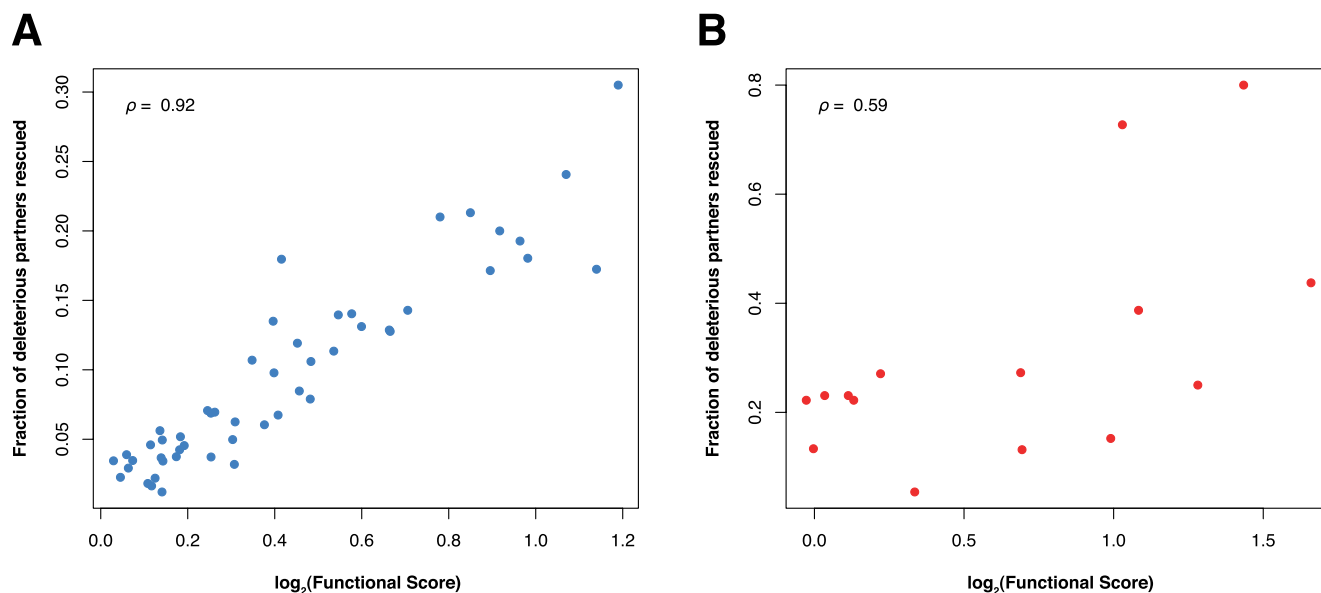 A
ρ = 0.92
Fraction of deleterious partners rescued
0.30
0.25
0.20
0.15
0.10
0.05
0.0 0.2 0.4 0.6 0.8 1.0 1.2
log₂(Functional Score)
B
ρ = 0.59
Fraction of deleterious partners rescued
0.8
0.6
0.4
0.2
0.0 0.5 1.0 1.5
log₂(Functional Score)